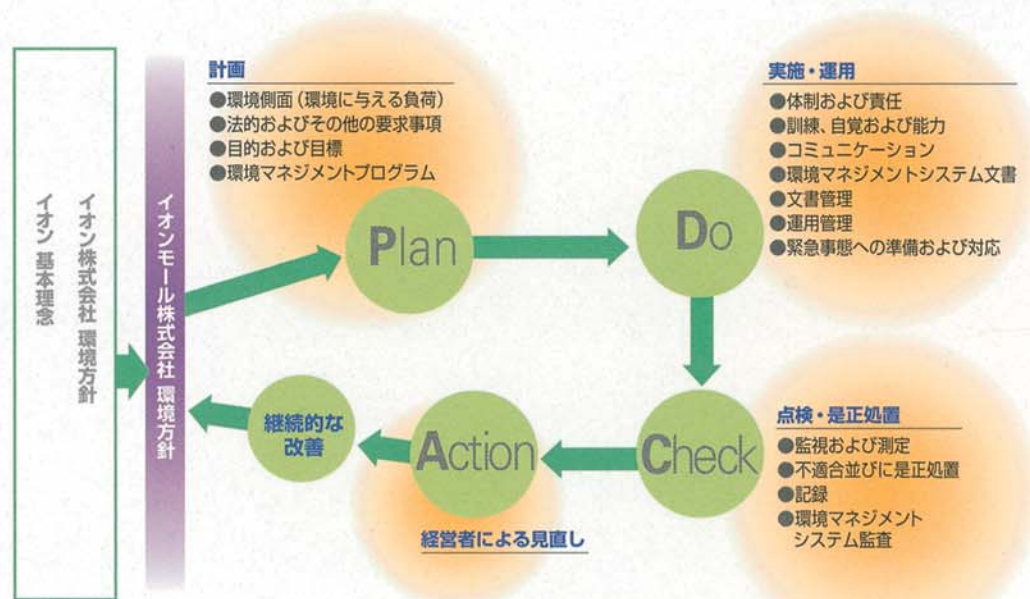 イオン 基本理念
イオン株式会社 環境方針
イオンモール株式会社 環境方針
計画
●環境側面(環境に与える負荷)
●法的およびその他の要求事項
●目的および目標
●環境マネジメントプログラム
Plan
実施・運用
●体制および責任
●訓練、自覚および能力
●コミュニケーション
●環境マネジメントシステム文書
●文書管理
●運用管理
●緊急事態への準備および対応
Do
点検・是正処置
●監視および測定
●不適合並びに是正処置
●記録
●環境マネジメント
システム監査
Check
Action
経営者による見直し
継続的な
改善